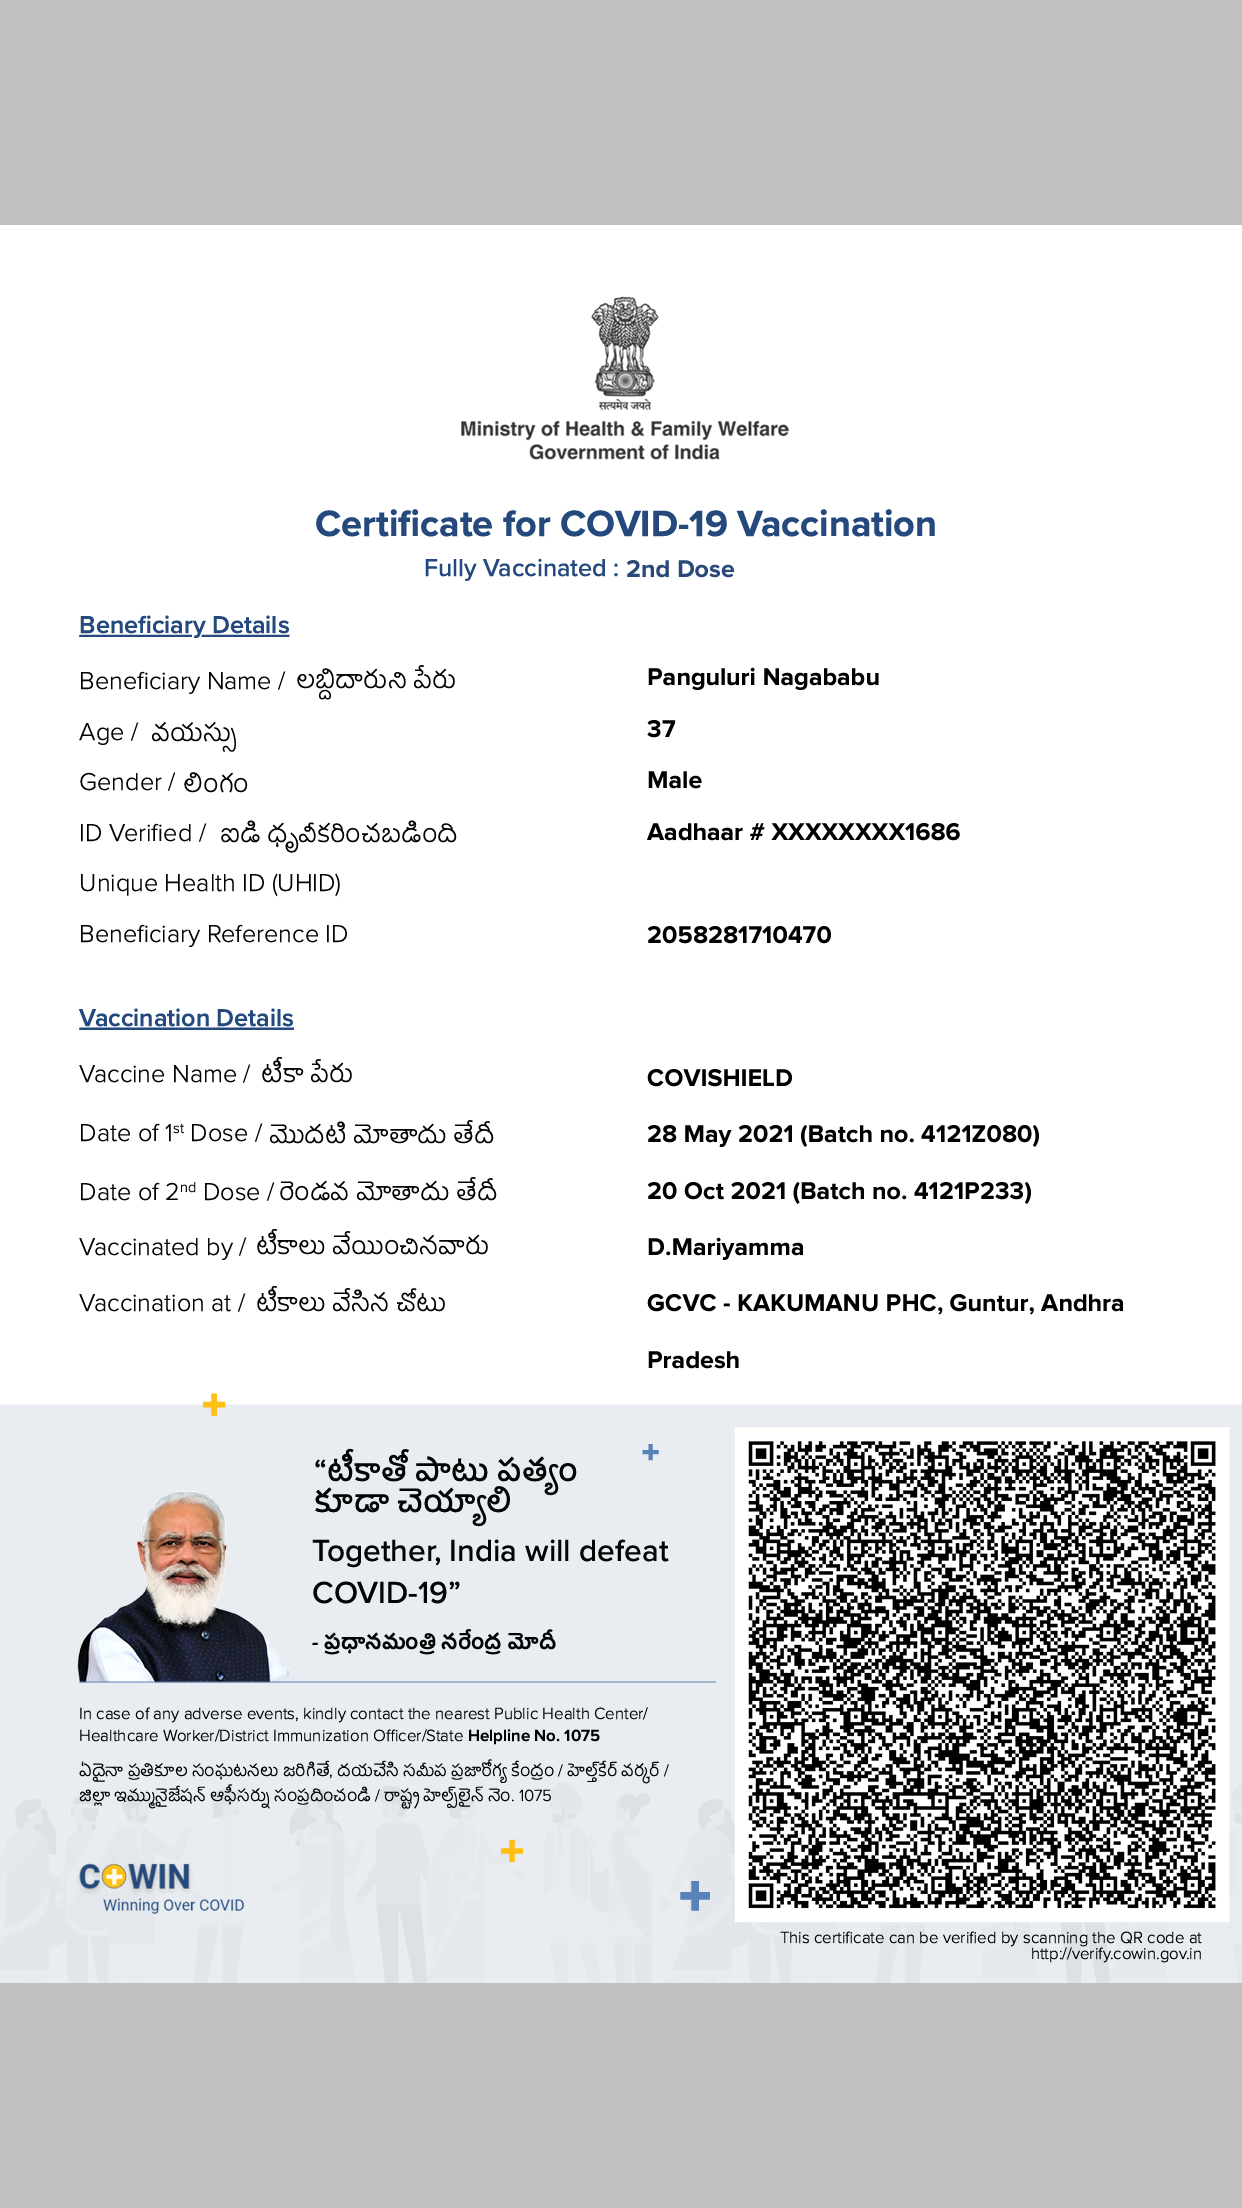 सत्यमेव जयते
Ministry of Health & Family Welfare
Government of India
Certificate for COVID-19 Vaccination
Fully Vaccinated : 2nd Dose
Beneficiary Details
Beneficiary Name / లబ్ధిదారుని పేరు Panguluri Nagababu
Age / వయస్సు 37
Gender / లింగం Male
ID Verified / ఐడి ధృవీకరించబడింది Aadhaar # XXXXXXXX1686
Unique Health ID (UHID)
Beneficiary Reference ID 2058281710470
Vaccination Details
Vaccine Name / టీకా పేరు COVISHIELD
Date of 1st Dose / మొదటి మోతాదు తేదీ 28 May 2021 (Batch no. 4121Z080)
Date of 2nd Dose / రెండవ మోతాదు తేదీ 20 Oct 2021 (Batch no. 4121P233)
Vaccinated by / టీకాలు వేయించినవారు D.Mariyamma
Vaccination at / టీకాలు వేసిన చోటు GCVC - KAKUMANU PHC, Guntur, Andhra
Pradesh
“టీకాతో పాటు పత్యం
కూడా చెయ్యాలి
Together, India will defeat
COVID-19”
- ప్రధానమంత్రి నరేంద్ర మోదీ
In case of any adverse events, kindly contact the nearest Public Health Center/
Healthcare Worker/District Immunization Officer/State Helpline No. 1075
ఏదైనా ప్రతికూల సంఘటనలు జరిగితే, దయచేసి సమీప ప్రజారోగ్య కేంద్రం / హెల్త్‌కేర్ వర్కర్ /
జిల్లా ఇమ్యునైజేషన్ ఆఫీసర్ను సంప్రదించండి / రాష్ట్ర హెల్ప్‌లైన్ నెం. 1075
COWIN
Winning Over COVID
This certificate can be verified by scanning the QR code at
http://verify.cowin.gov.in